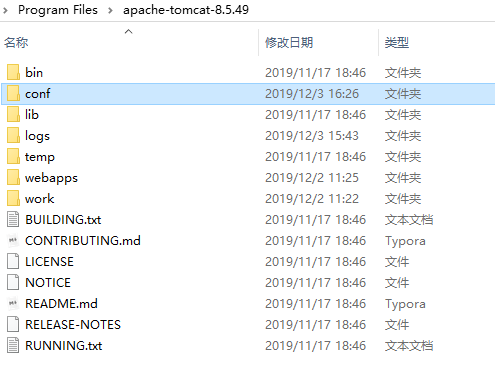 Program Files > apache-tomcat-8.5.49
名称 修改日期 类型
bin 2019/11/17 18:46 文件夹
conf 2019/12/3 16:26 文件夹
lib 2019/11/17 18:46 文件夹
logs 2019/12/3 15:43 文件夹
temp 2019/11/17 18:46 文件夹
webapps 2019/12/2 11:25 文件夹
work 2019/12/2 11:22 文件夹
BUILDING.txt 2019/11/17 18:46 文本文档
CONTRIBUTING.md 2019/11/17 18:46 Typora
LICENSE 2019/11/17 18:46 文件
NOTICE 2019/11/17 18:46 文件
README.md 2019/11/17 18:46 Typora
RELEASE-NOTES 2019/11/17 18:46 文件
RUNNING.txt 2019/11/17 18:46 文本文档